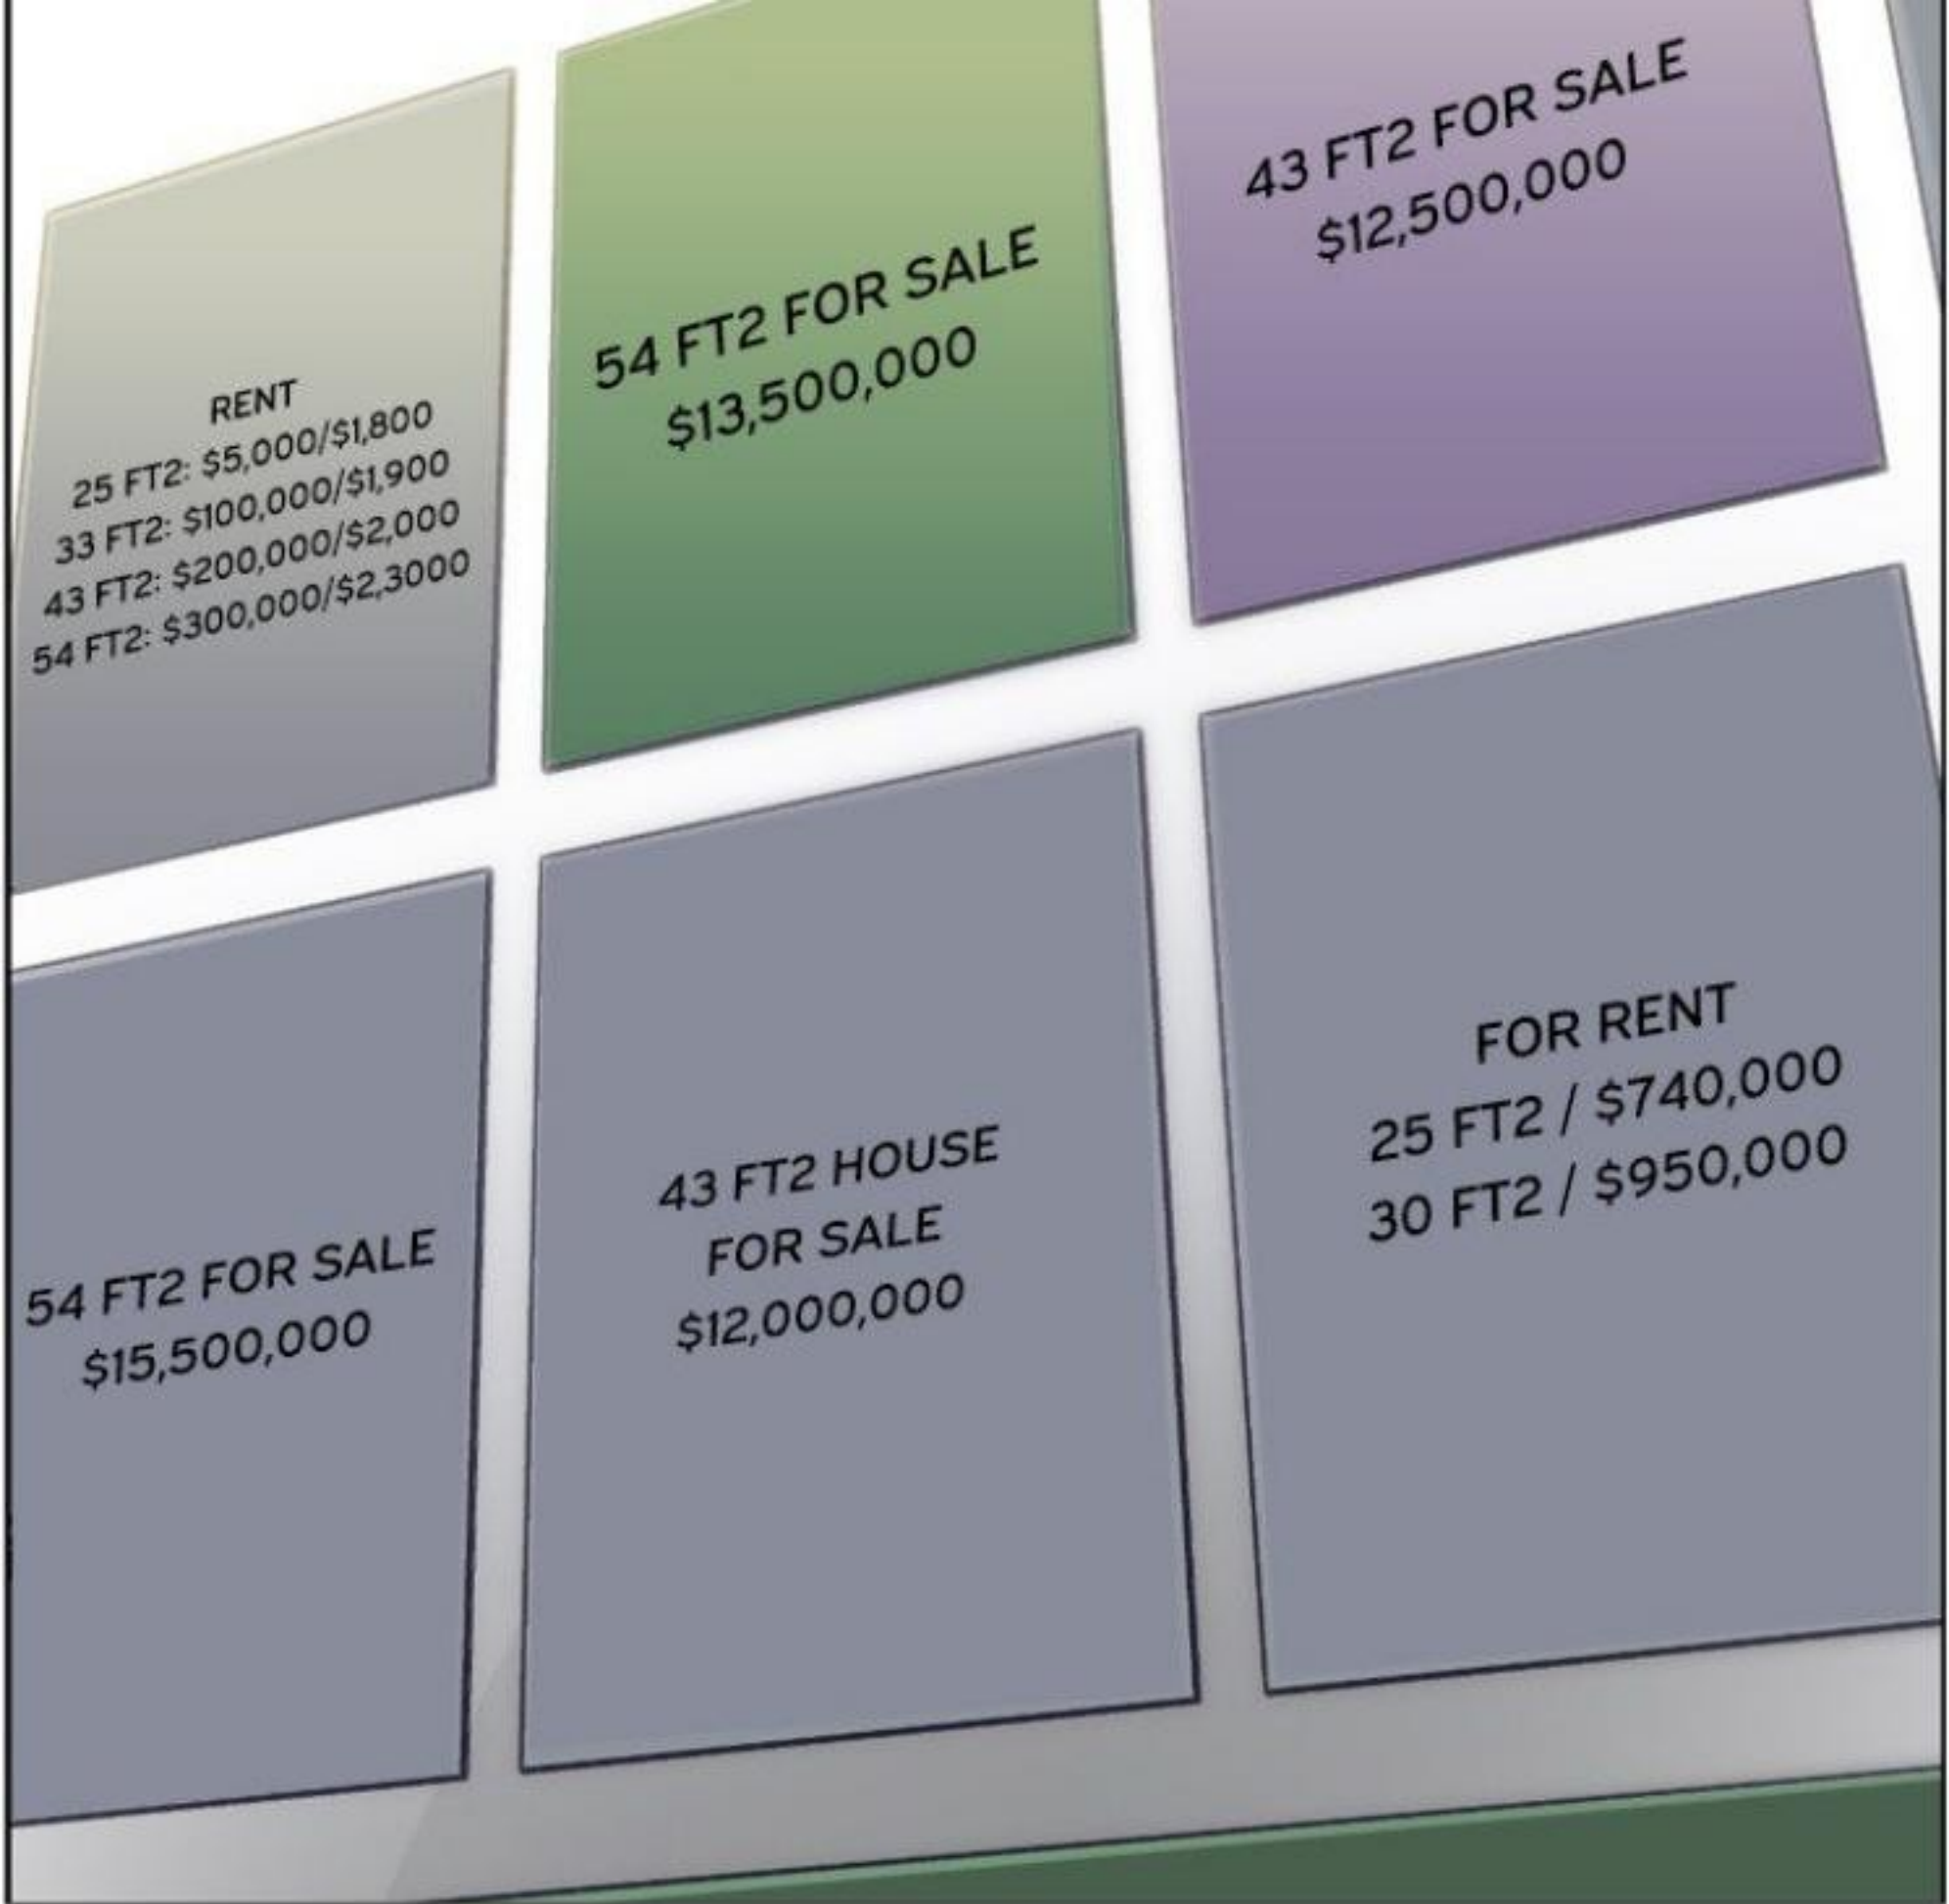 RENT
25 FT2: $5,000/$1,800
33 FT2: $100,000/$1,900
43 FT2: $200,000/$2,000
54 FT2: $300,000/$2,3000
54 FT2 FOR SALE
$13,500,000
43 FT2 FOR SALE
$12,500,000
54 FT2 FOR SALE
$15,500,000
43 FT2 HOUSE
FOR SALE
$12,000,000
FOR RENT
25 FT2 / $740,000
30 FT2 / $950,000